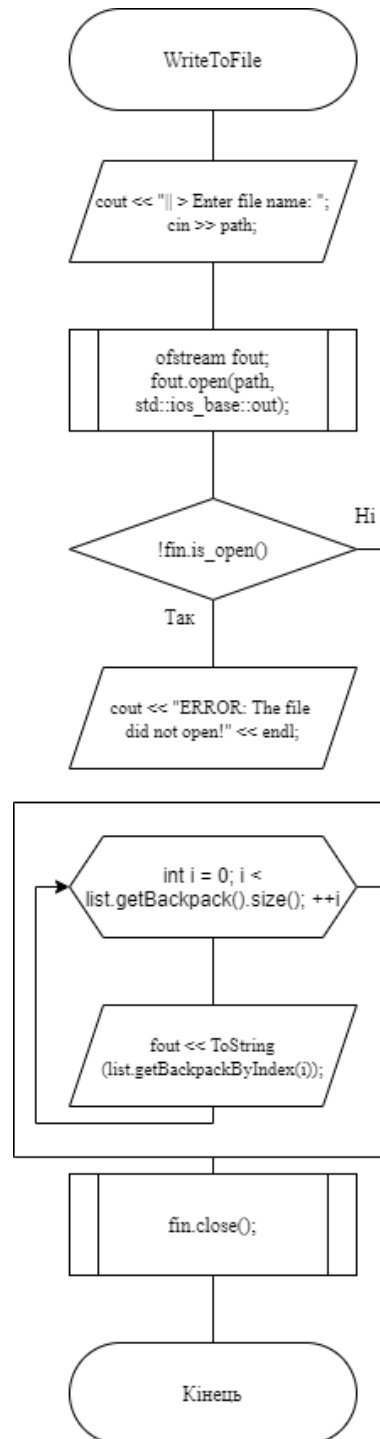 WriteToFile
cout << "|| > Enter file name: ";
cin >> path;
ofstream fout;
fout.open(path,
std::ios_base::out);
!fin.is_open()
Ні
Так
cout << "ERROR: The file
did not open!" << endl;
int i = 0; i <
list.getBackpack().size(); ++i
fout << ToString
(list.getBackpackByIndex(i));
fin.close();
Кінець